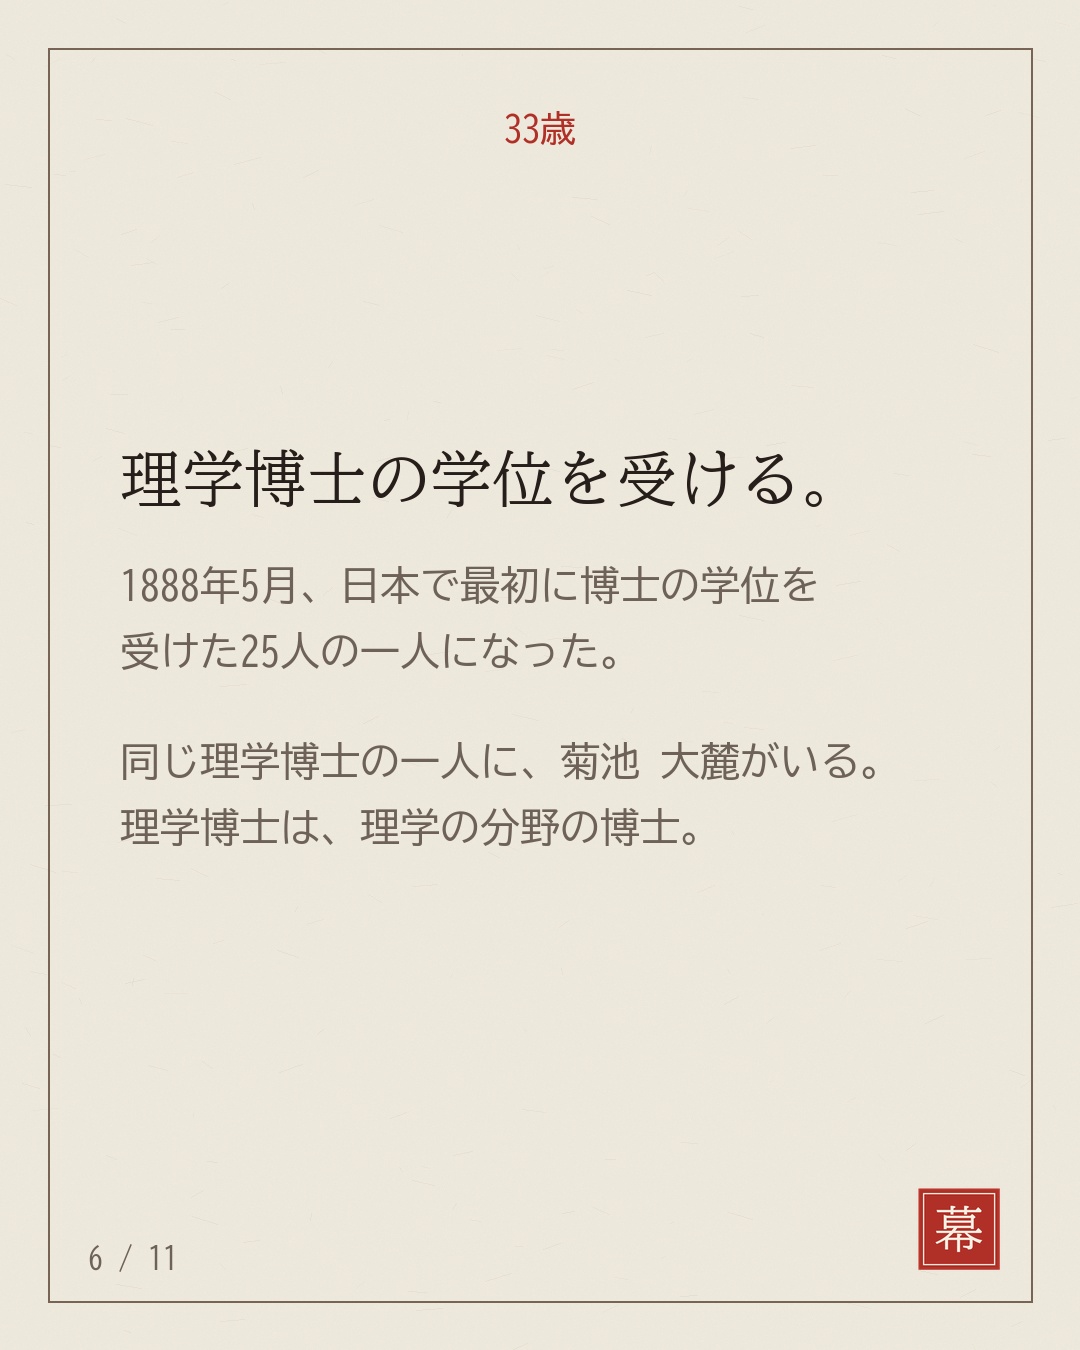 33歳
理学博士の学位を受ける。
1888年5月、日本で最初に博士の学位を
受けた25人の一人になった。
同じ理学博士の一人に、菊池 大麓がいる。
理学博士は、理学の分野の博士。
幕
6 / 11